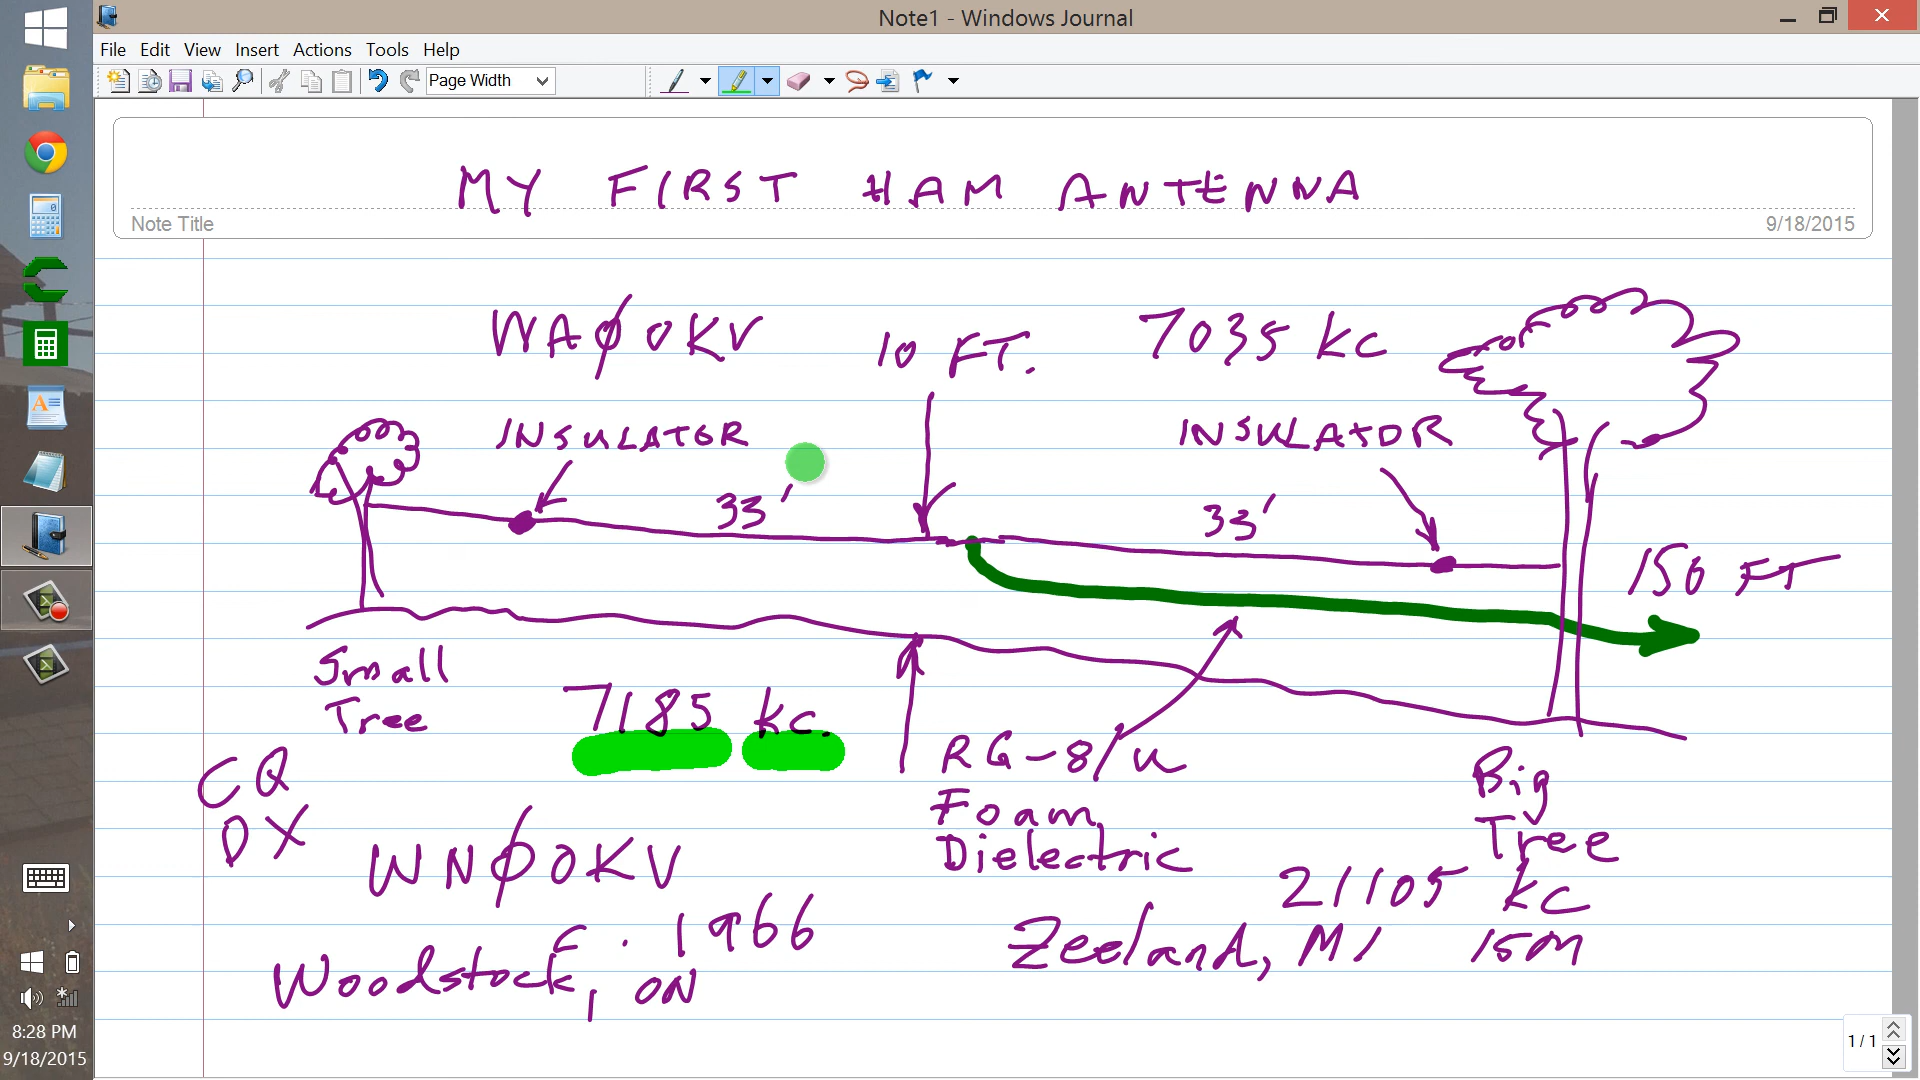 Note1 - Windows Journal
File Edit View Insert Actions Tools Help
Page Width
MY FIRST HAM ANTENNA
Note Title
9/18/2015
WAØ0KV
10 FT.
7035 KC
INSULATOR
INSULATOR
33'
33'
150 FT
Small
Tree
7185 kc.
RG-8/U
Foam
Dielectric
Big
Tree
CQ
DX
WNØ0KV
21105 KC
15M
c. 1966
Woodstock, ON
Zeeland, MI
8:28 PM
9/18/2015
1 / 1